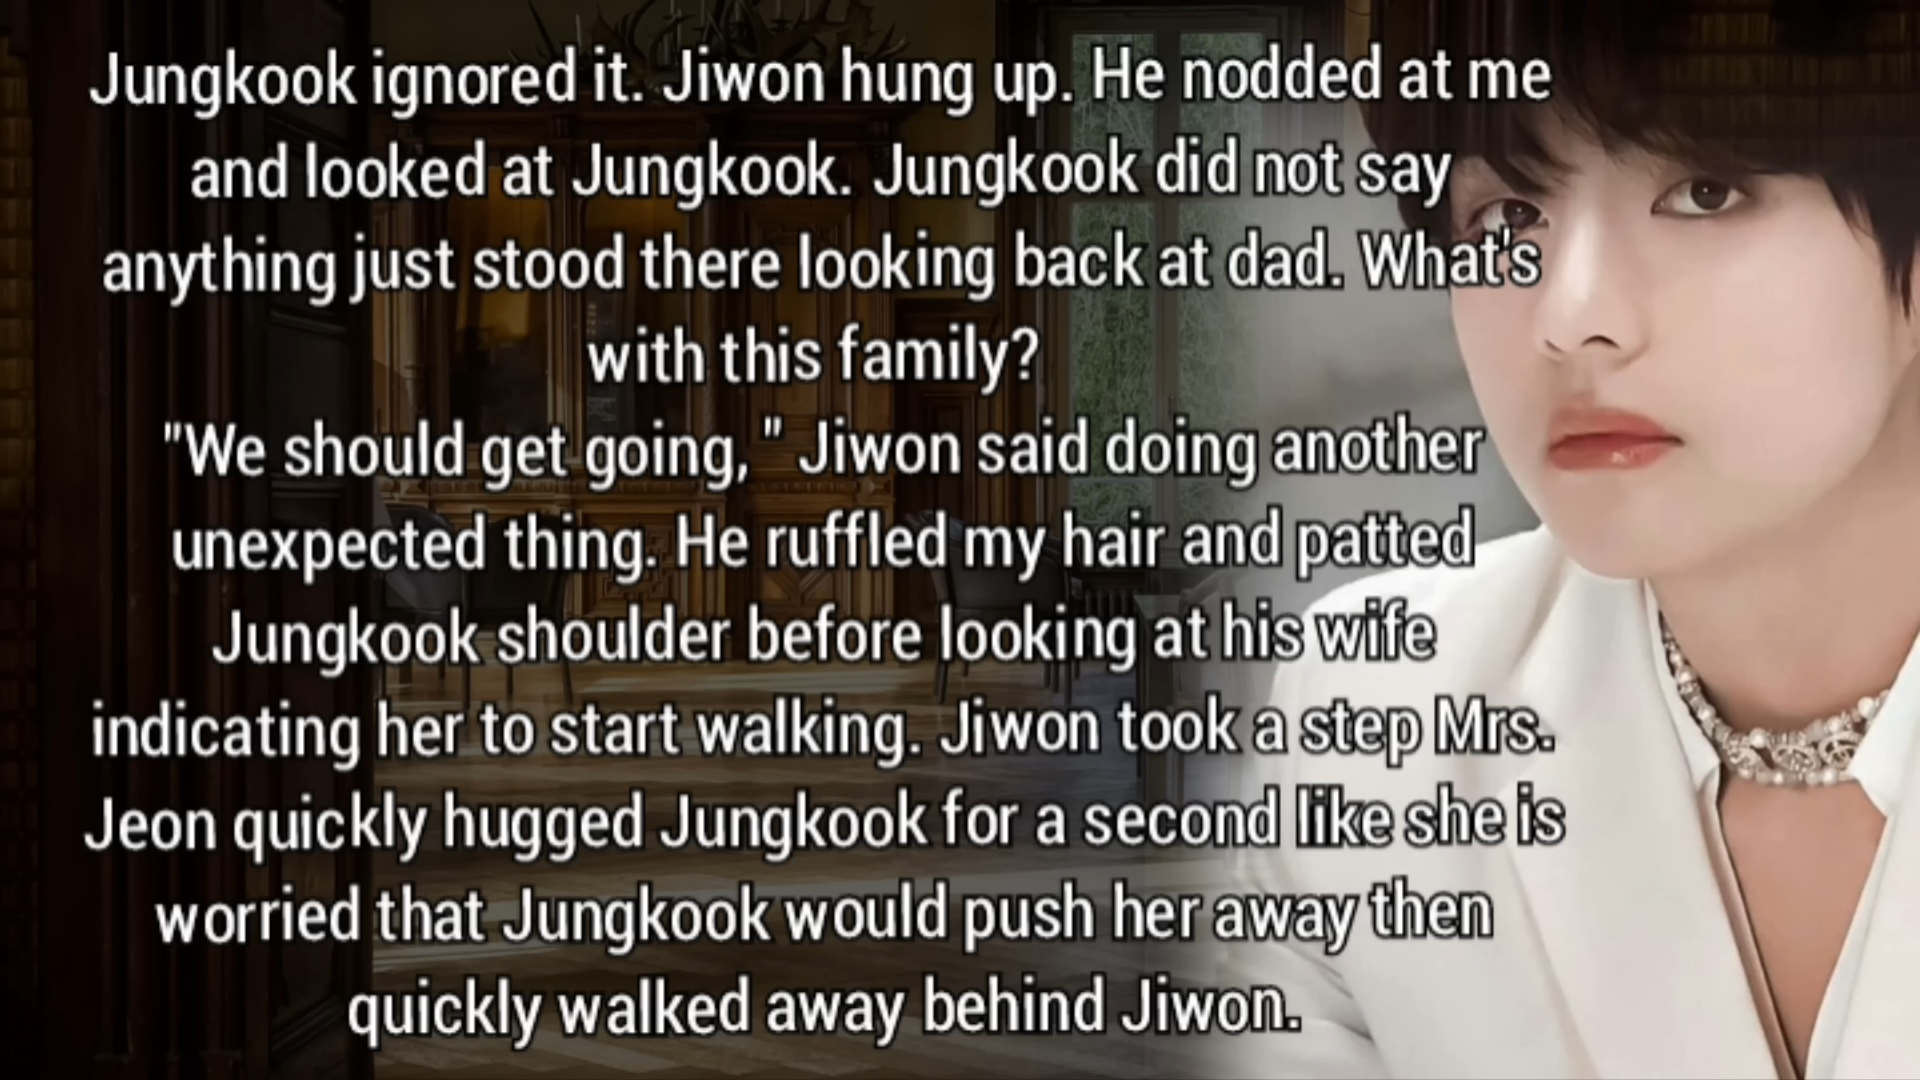 Jungkook ignored it. Jiwon hung up. He nodded at me
and looked at Jungkook. Jungkook did not say
anything just stood there looking back at dad. What's
with this family?
"We should get going, " Jiwon said doing another
unexpected thing. He ruffled my hair and patted
Jungkook shoulder before looking at his wife
indicating her to start walking. Jiwon took a step Mrs.
Jeon quickly hugged Jungkook for a second like she is
worried that Jungkook would push her away then
quickly walked away behind Jiwon.